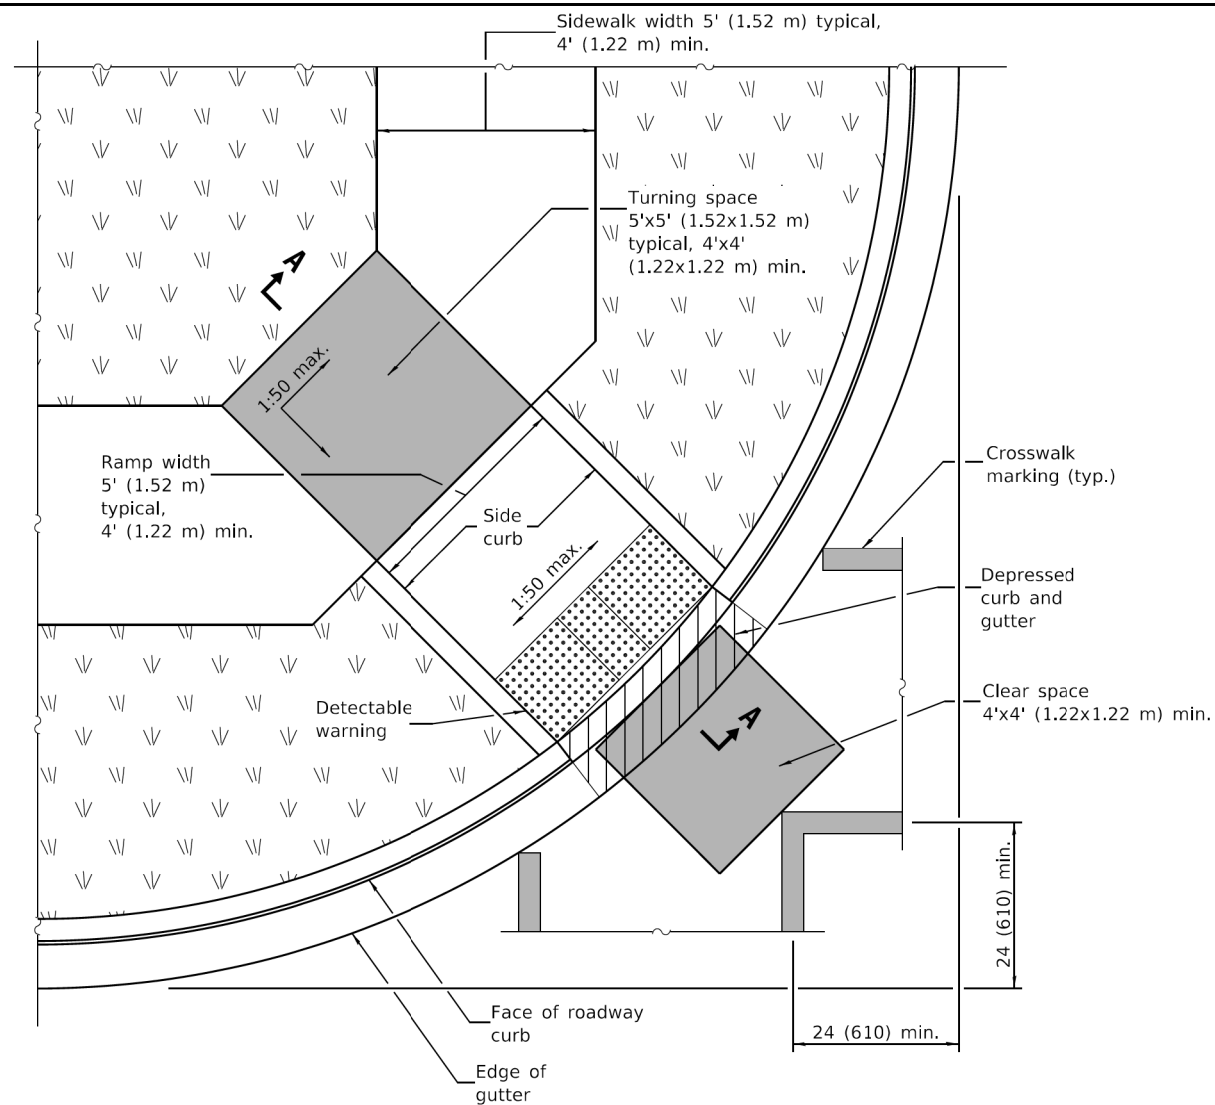 Sidewalk width 5' (1.52 m) typical,
4' (1.22 m) min.
Turning space
5'x5' (1.52x1.52 m)
typical, 4'x4'
(1.22x1.22 m) min.
A
1:50 max.
Ramp width
5' (1.52 m)
typical,
4' (1.22 m) min.
Side
curb
1:50 max.
Crosswalk
marking (typ.)
Depressed
curb and
gutter
Clear space
4'x4' (1.22x1.22 m) min.
Detectable
warning
A
24 (610) min.
24 (610) min.
Face of roadway
curb
Edge of
gutter